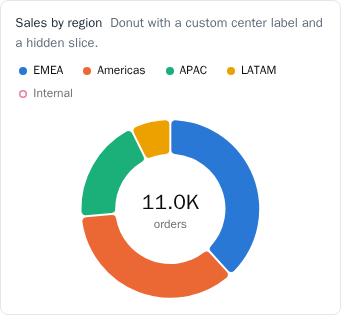 Sales by region Donut with a custom center label and
a hidden slice.
EMEA Americas APAC LATAM
Internal
11.0K
orders